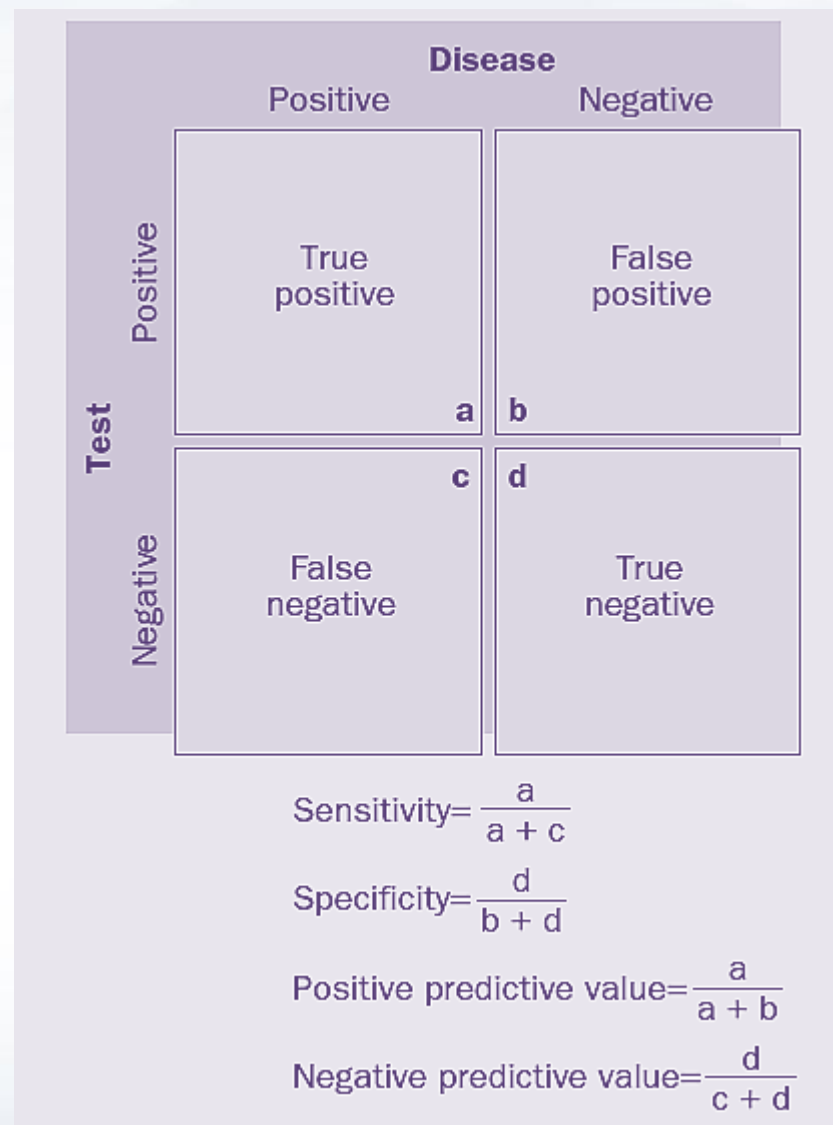 Disease
Positive
Negative
Test
Positive
True
positive
a
False
positive
b
Negative
c
False
negative
d
True
negative
Sensitivity= a / a + c
Specificity= d / b + d
Positive predictive value= a / a + b
Negative predictive value= d / c + d